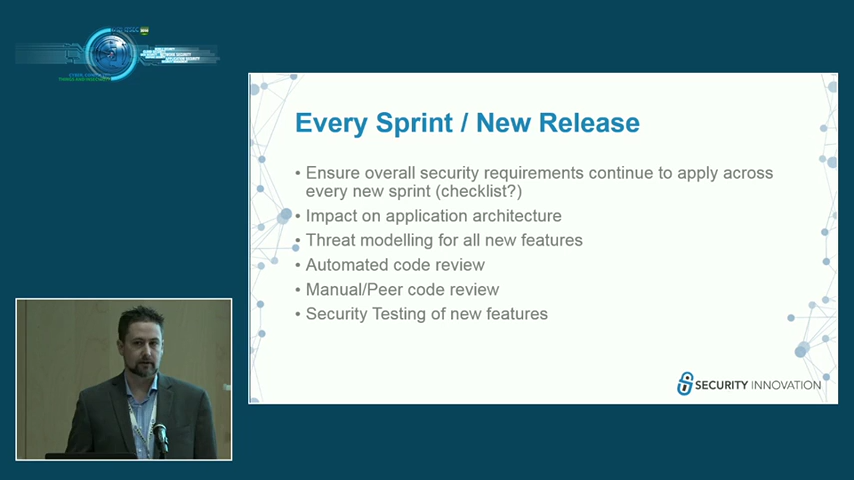 Every Sprint / New Release
• Ensure overall security requirements continue to apply across
every new sprint (checklist?)
• Impact on application architecture
• Threat modelling for all new features
• Automated code review
• Manual/Peer code review
• Security Testing of new features
SECURITY INNOVATION